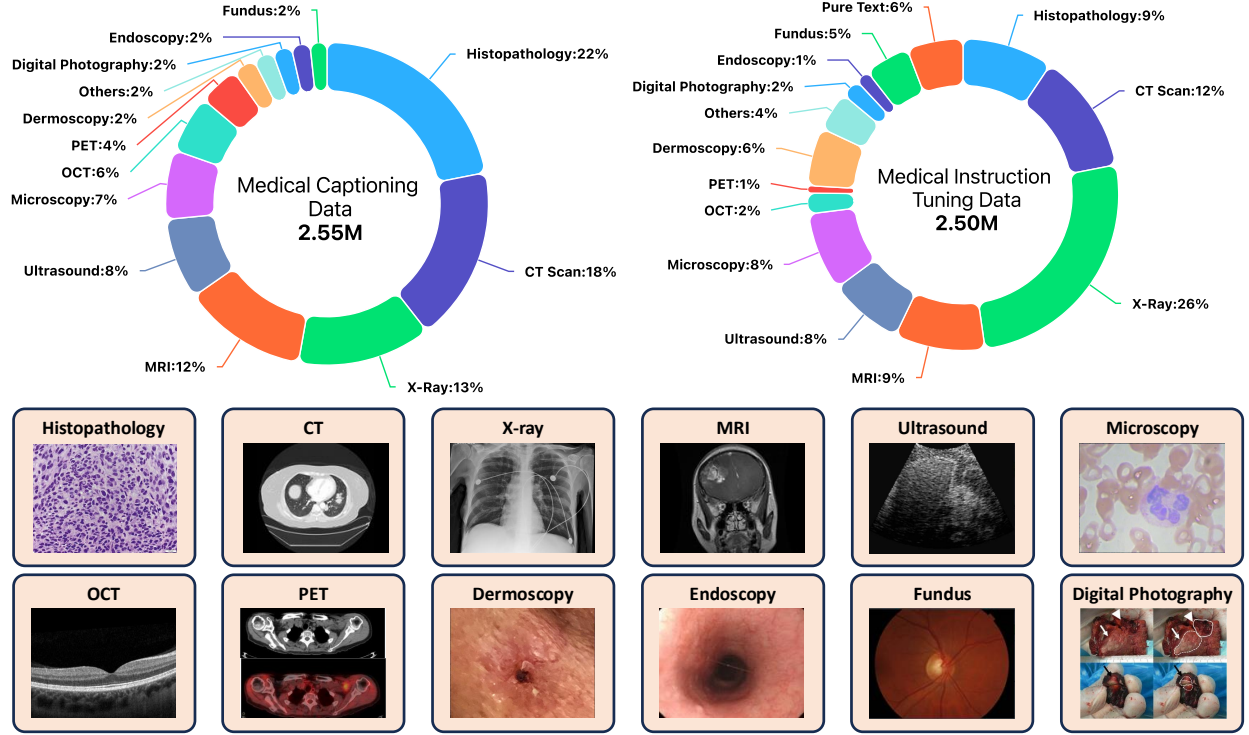 Fundus:2%
Endoscopy:2%
Digital Photography:2%
Others:2%
Dermoscopy:2%
PET:4%
OCT:6%
Microscopy:7%
Ultrasound:8%
MRI:12%
X-Ray:13%
CT Scan:18%
Histopathology:22%
Medical Captioning
Data
2.55M
Pure Text:6%
Fundus:5%
Endoscopy:1%
Digital Photography:2%
Others:4%
Dermoscopy:6%
PET:1%
OCT:2%
Microscopy:8%
Ultrasound:8%
MRI:9%
X-Ray:26%
CT Scan:12%
Histopathology:9%
Medical Instruction
Tuning Data
2.50M
Histopathology
CT
X-ray
MRI
Ultrasound
Microscopy
OCT
PET
Dermoscopy
Endoscopy
Fundus
Digital Photography